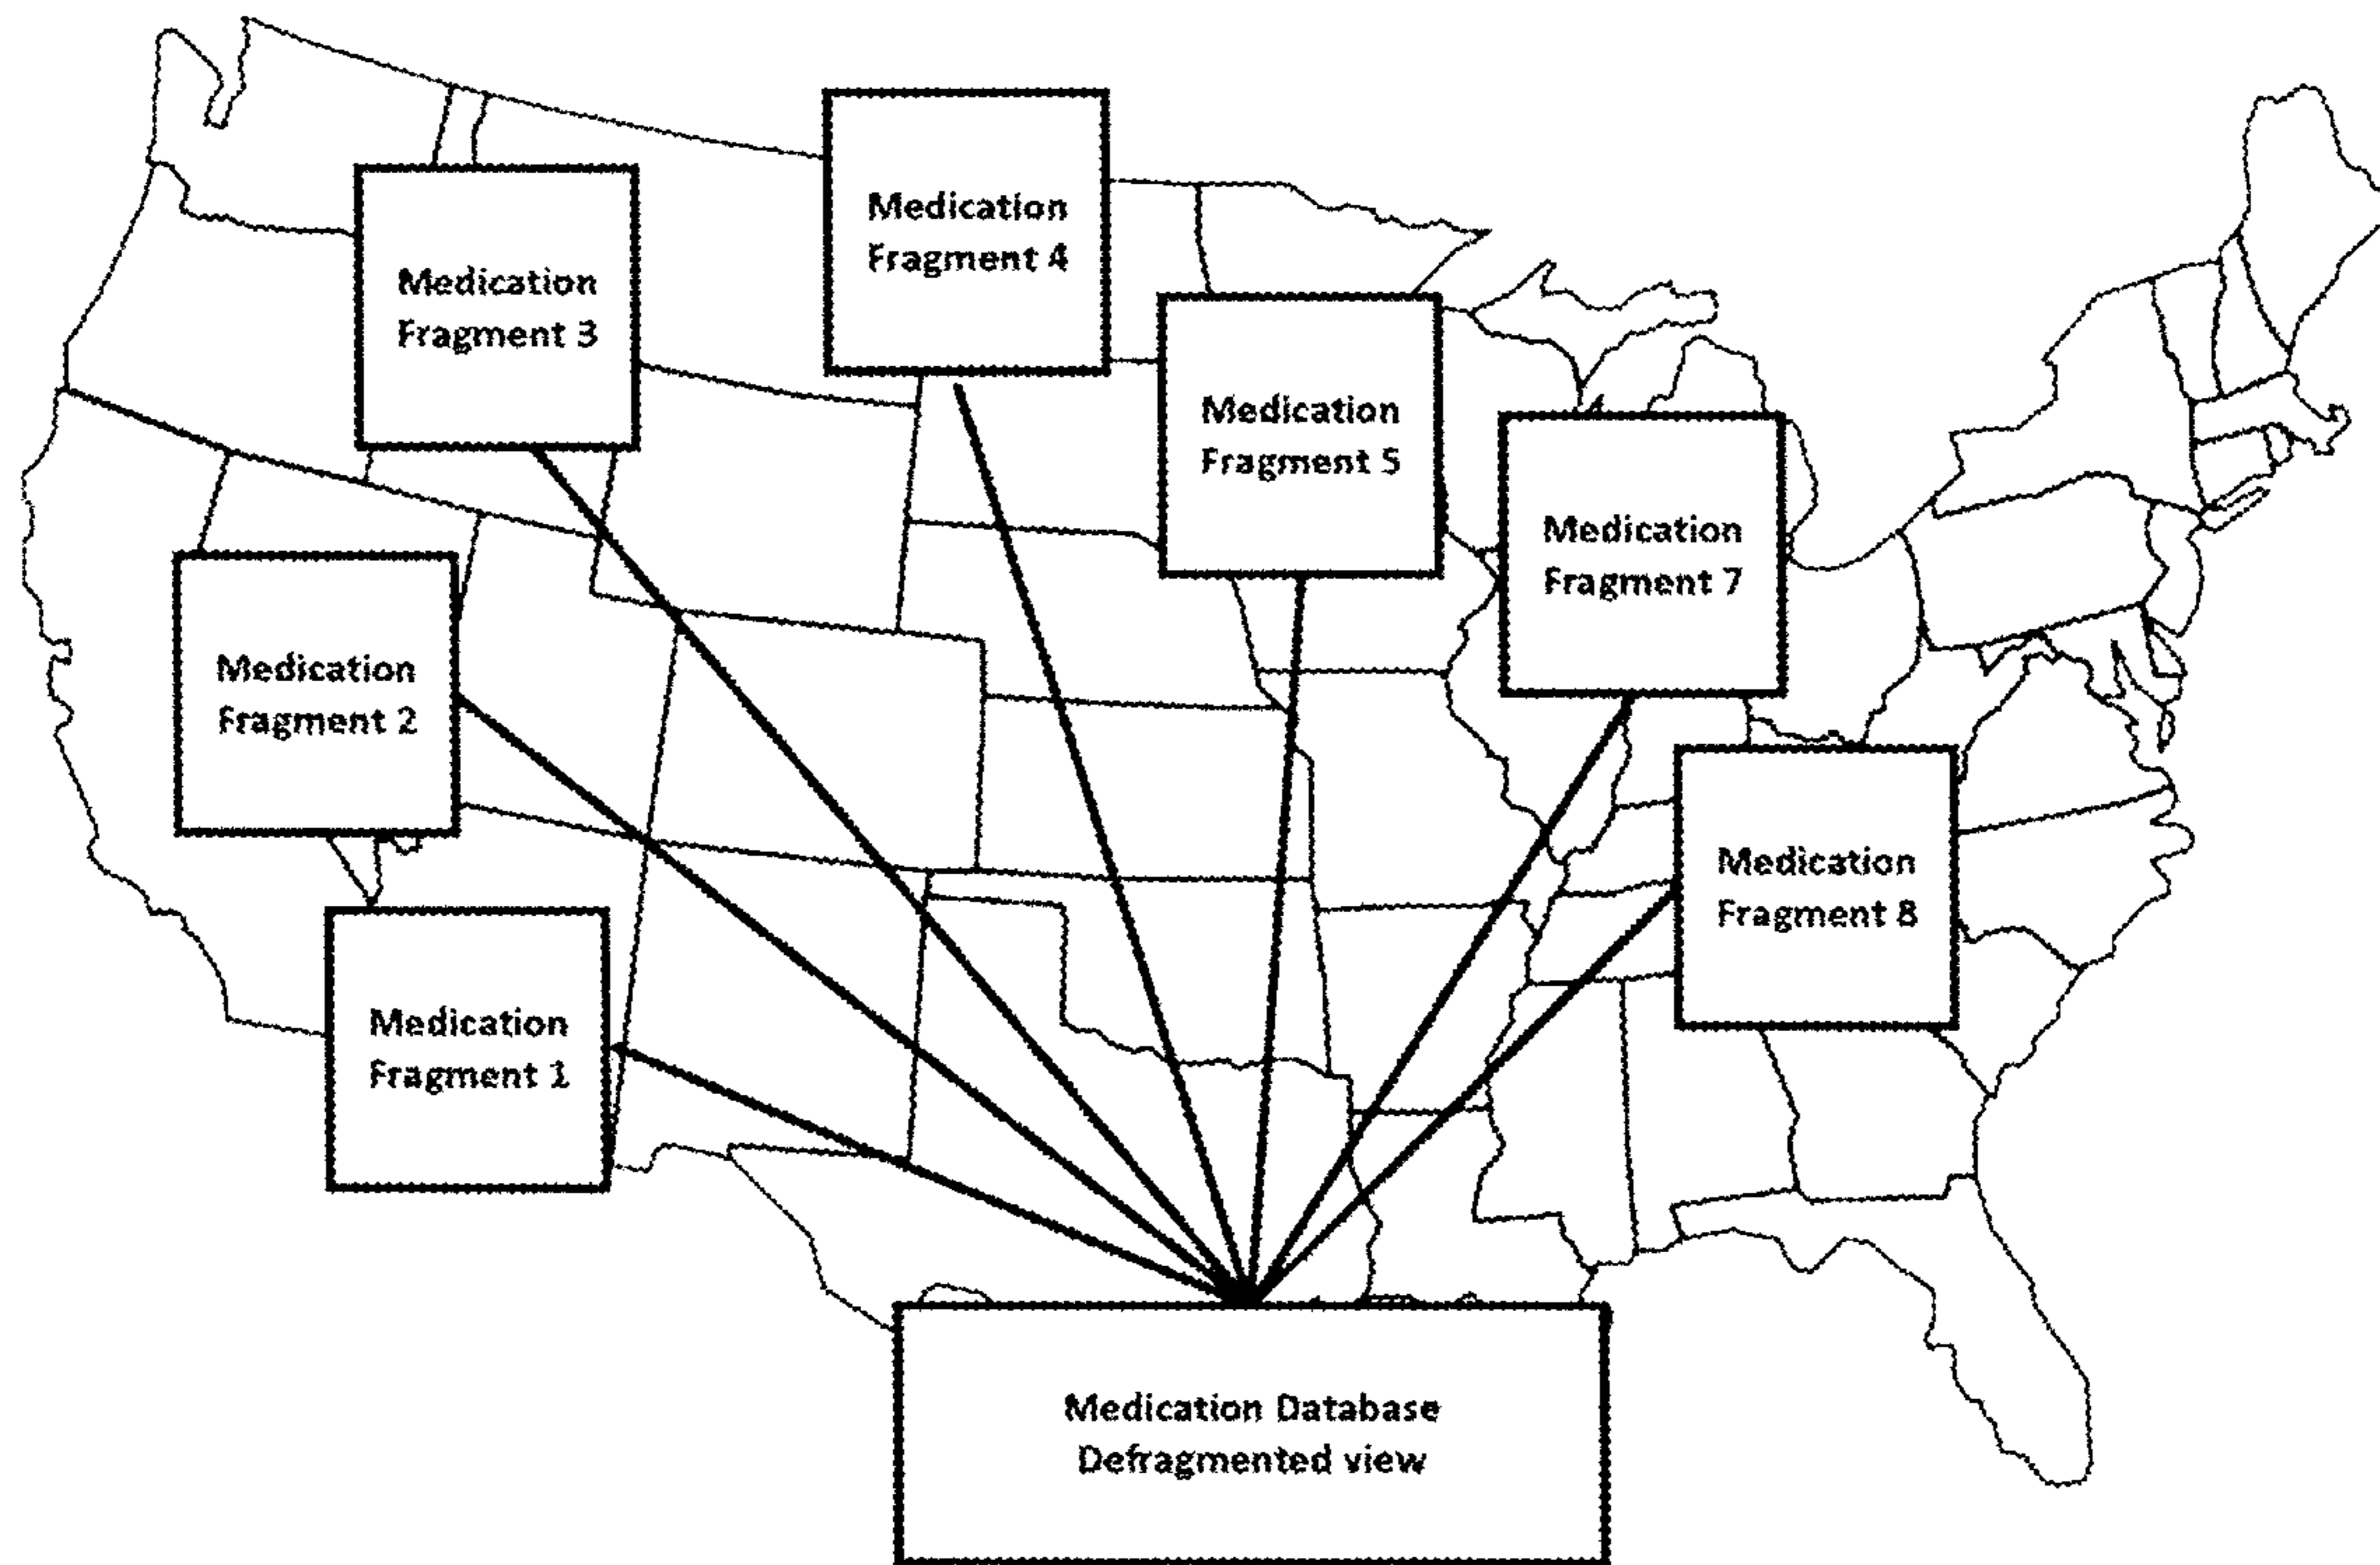 Medication
Fragment 4
Medication
Fragment 3
Medication
Fragment 5
Medication
Fragment 7
Medication
Fragment 2
Medication
Fragment 8
Medication
Fragment 1
Medication Database
Defragmented view